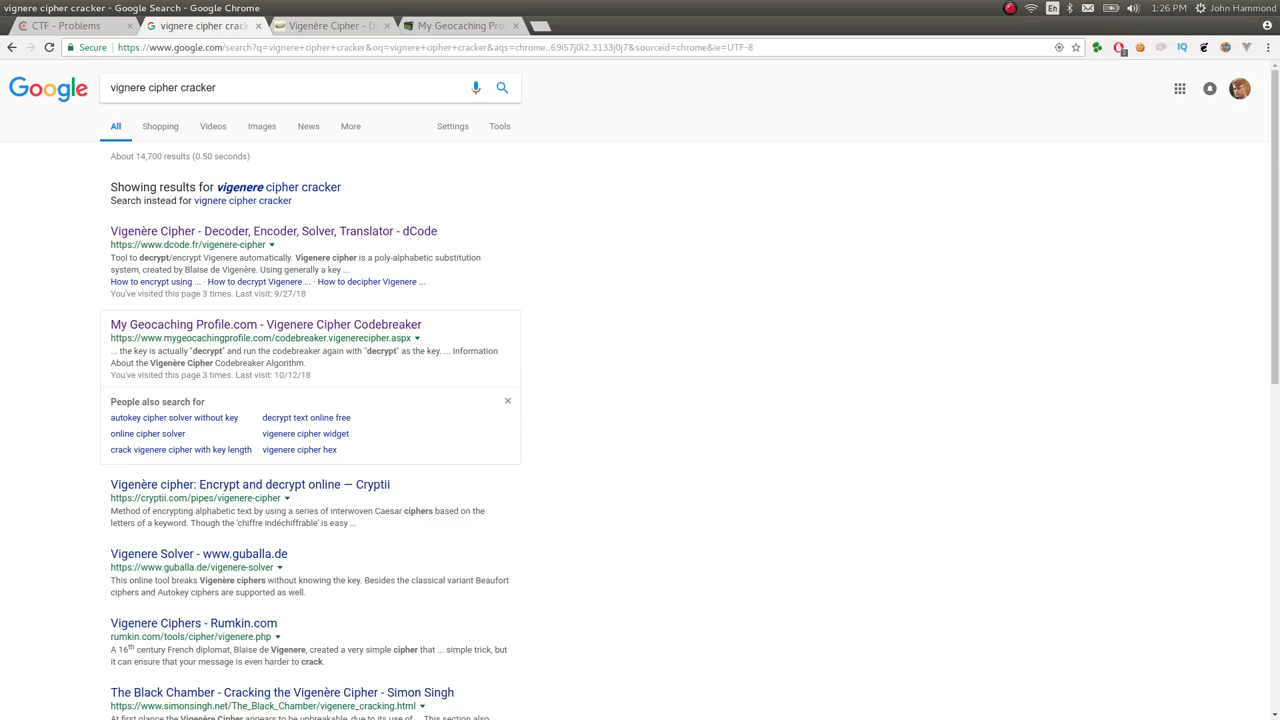 vignere cipher cracker - Google Search - Google Chrome
En
1:26 PM
John Hammond
CTF - Problems
vignere cipher crack
Vigenère Cipher - D
My Geocaching Pro
Secure
https://www.google.com/search?q=vignere+cipher+cracker&oq=vignere+cipher+cracker&aqs=chrome..69i57j0l2.3133j0j7&sourceid=chrome&ie=UTF-8
IQ
Google
vignere cipher cracker
All
Shopping
Videos
Images
News
More
Settings
Tools
About 14,700 results (0.50 seconds)
Showing results for vigenere cipher cracker
Search instead for vignere cipher cracker
Vigenère Cipher - Decoder, Encoder, Solver, Translator - dCode
https://www.dcode.fr/vigenere-cipher
Tool to decrypt/encrypt Vigenere automatically. Vigenere cipher is a poly-alphabetic substitution
system, created by Blaise de Vigenère. Using generally a key ...
How to encrypt using ... · How to decrypt Vigenere ... · How to decipher Vigenere ...
You've visited this page 3 times. Last visit: 9/27/18
My Geocaching Profile.com - Vigenere Cipher Codebreaker
https://www.mygeocachingprofile.com/codebreaker.vigenerecipher.aspx
... the key is actually "decrypt" and run the codebreaker again with "decrypt" as the key. ... Information
About the Vigenère Cipher Codebreaker Algorithm.
You've visited this page 3 times. Last visit: 10/12/18
People also search for
autokey cipher solver without key
decrypt text online free
online cipher solver
vigenere cipher widget
crack vigenere cipher with key length
vigenere cipher hex
Vigenère cipher: Encrypt and decrypt online — Cryptii
https://cryptii.com/pipes/vigenere-cipher
Method of encrypting alphabetic text by using a series of interwoven Caesar ciphers based on the
letters of a keyword. Though the 'chiffre indéchiffrable' is easy ...
Vigenere Solver - www.guballa.de
https://www.guballa.de/vigenere-solver
This online tool breaks Vigenère ciphers without knowing the key. Besides the classical variant Beaufort
ciphers and Autokey ciphers are supported as well.
Vigenere Ciphers - Rumkin.com
rumkin.com/tools/cipher/vigenere.php
A 16th century French diplomat, Blaise de Vigenere, created a very simple cipher that ... simple trick, but
it can ensure that your message is even harder to crack.
The Black Chamber - Cracking the Vigenère Cipher - Simon Singh
https://www.simonsingh.net/The_Black_Chamber/vigenere_cracking.html
At first glance the Vigenère Cipher appears to be unbreakable, due to its use of ... This section also